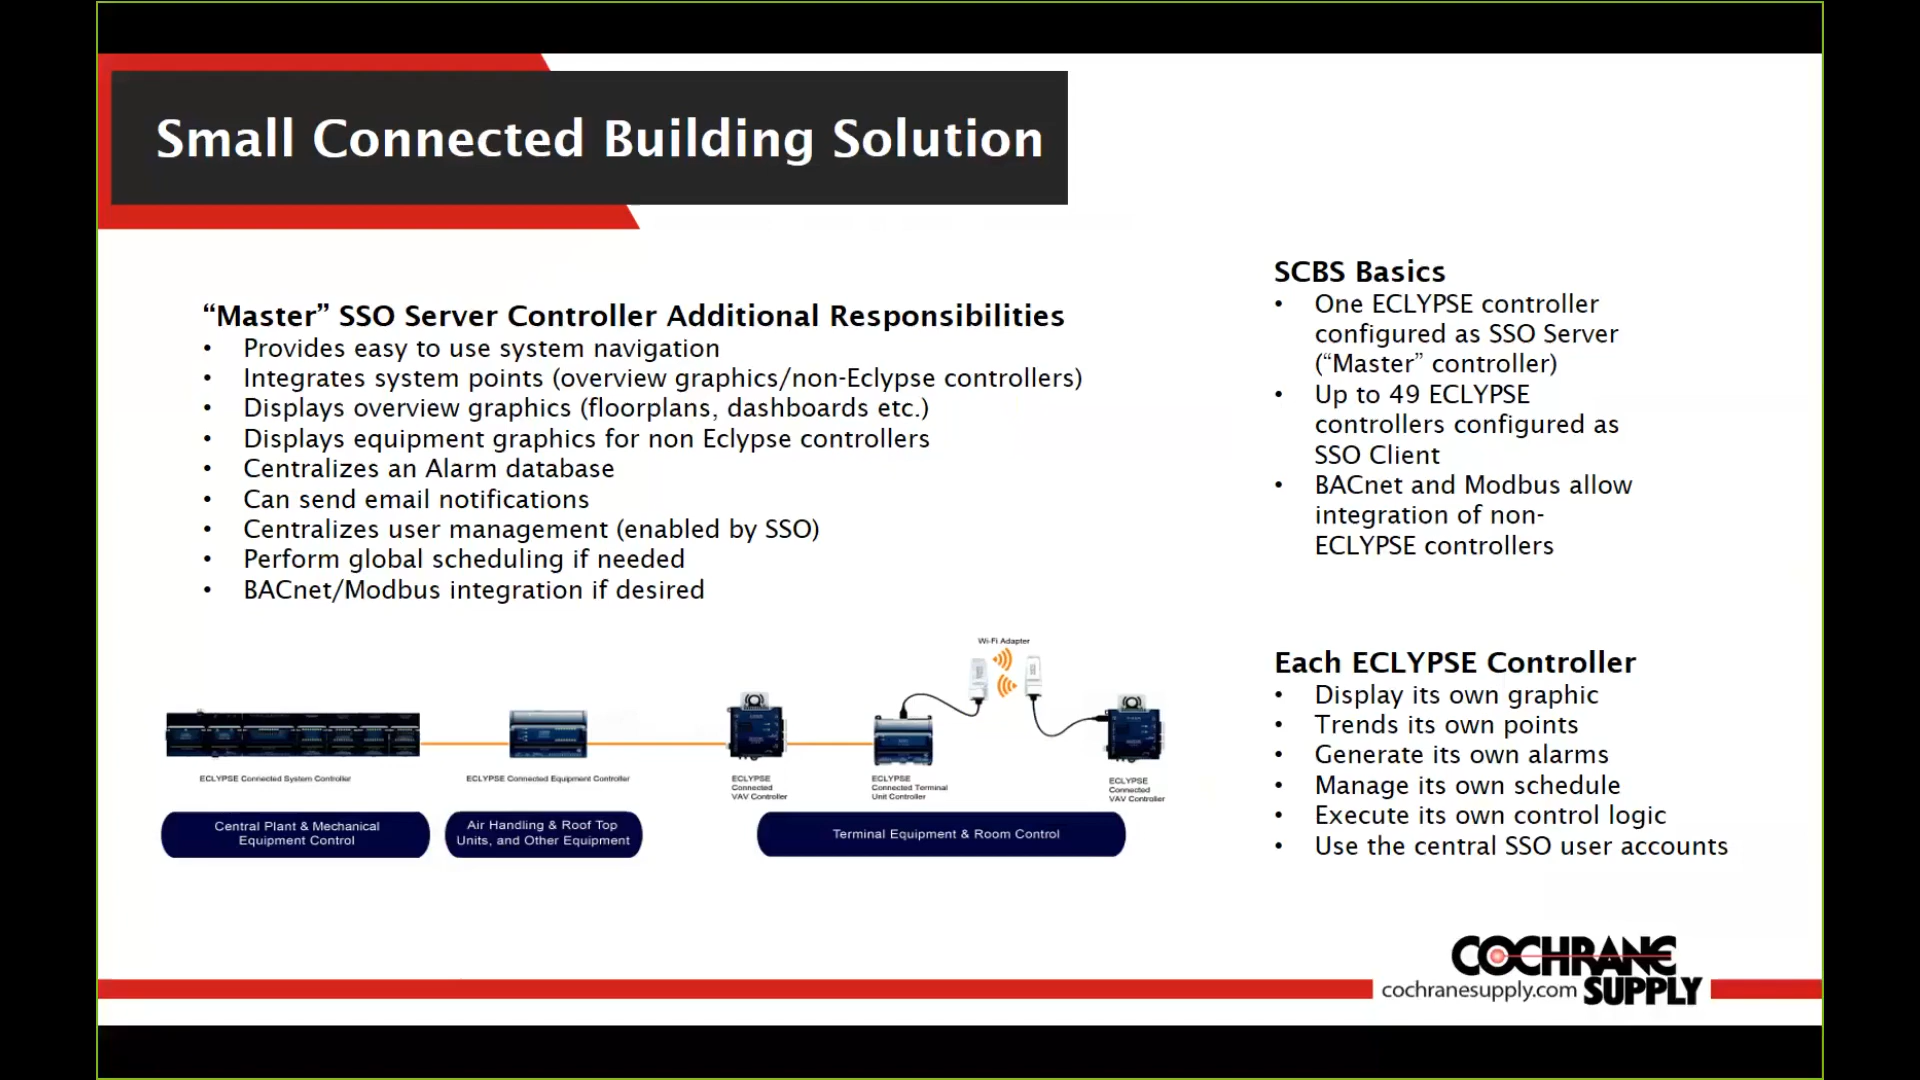 Small Connected Building Solution
“Master” SSO Server Controller Additional Responsibilities
• Provides easy to use system navigation
• Integrates system points (overview graphics/non-Eclypse controllers)
• Displays overview graphics (floorplans, dashboards etc.)
• Displays equipment graphics for non Eclypse controllers
• Centralizes an Alarm database
• Can send email notifications
• Centralizes user management (enabled by SSO)
• Perform global scheduling if needed
• BACnet/Modbus integration if desired
SCBS Basics
• One ECLYPSE controller
configured as SSO Server
(“Master” controller)
• Up to 49 ECLYPSE
controllers configured as
SSO Client
• BACnet and Modbus allow
integration of non-
ECLYPSE controllers
Each ECLYPSE Controller
• Display its own graphic
• Trends its own points
• Generate its own alarms
• Manage its own schedule
• Execute its own control logic
• Use the central SSO user accounts
Wi-Fi Adapter
ECLYPSE Connected System Controller
ECLYPSE Connected Equipment Controller
ECLYPSE
Connected
VAV Controller
ECLYPSE
Connected Terminal
Unit Controller
ECLYPSE
Connected
VAV Controller
Central Plant & Mechanical
Equipment Control
Air Handling & Roof Top
Units, and Other Equipment
Terminal Equipment & Room Control
COCHRANE
cochranesupply.com SUPPLY